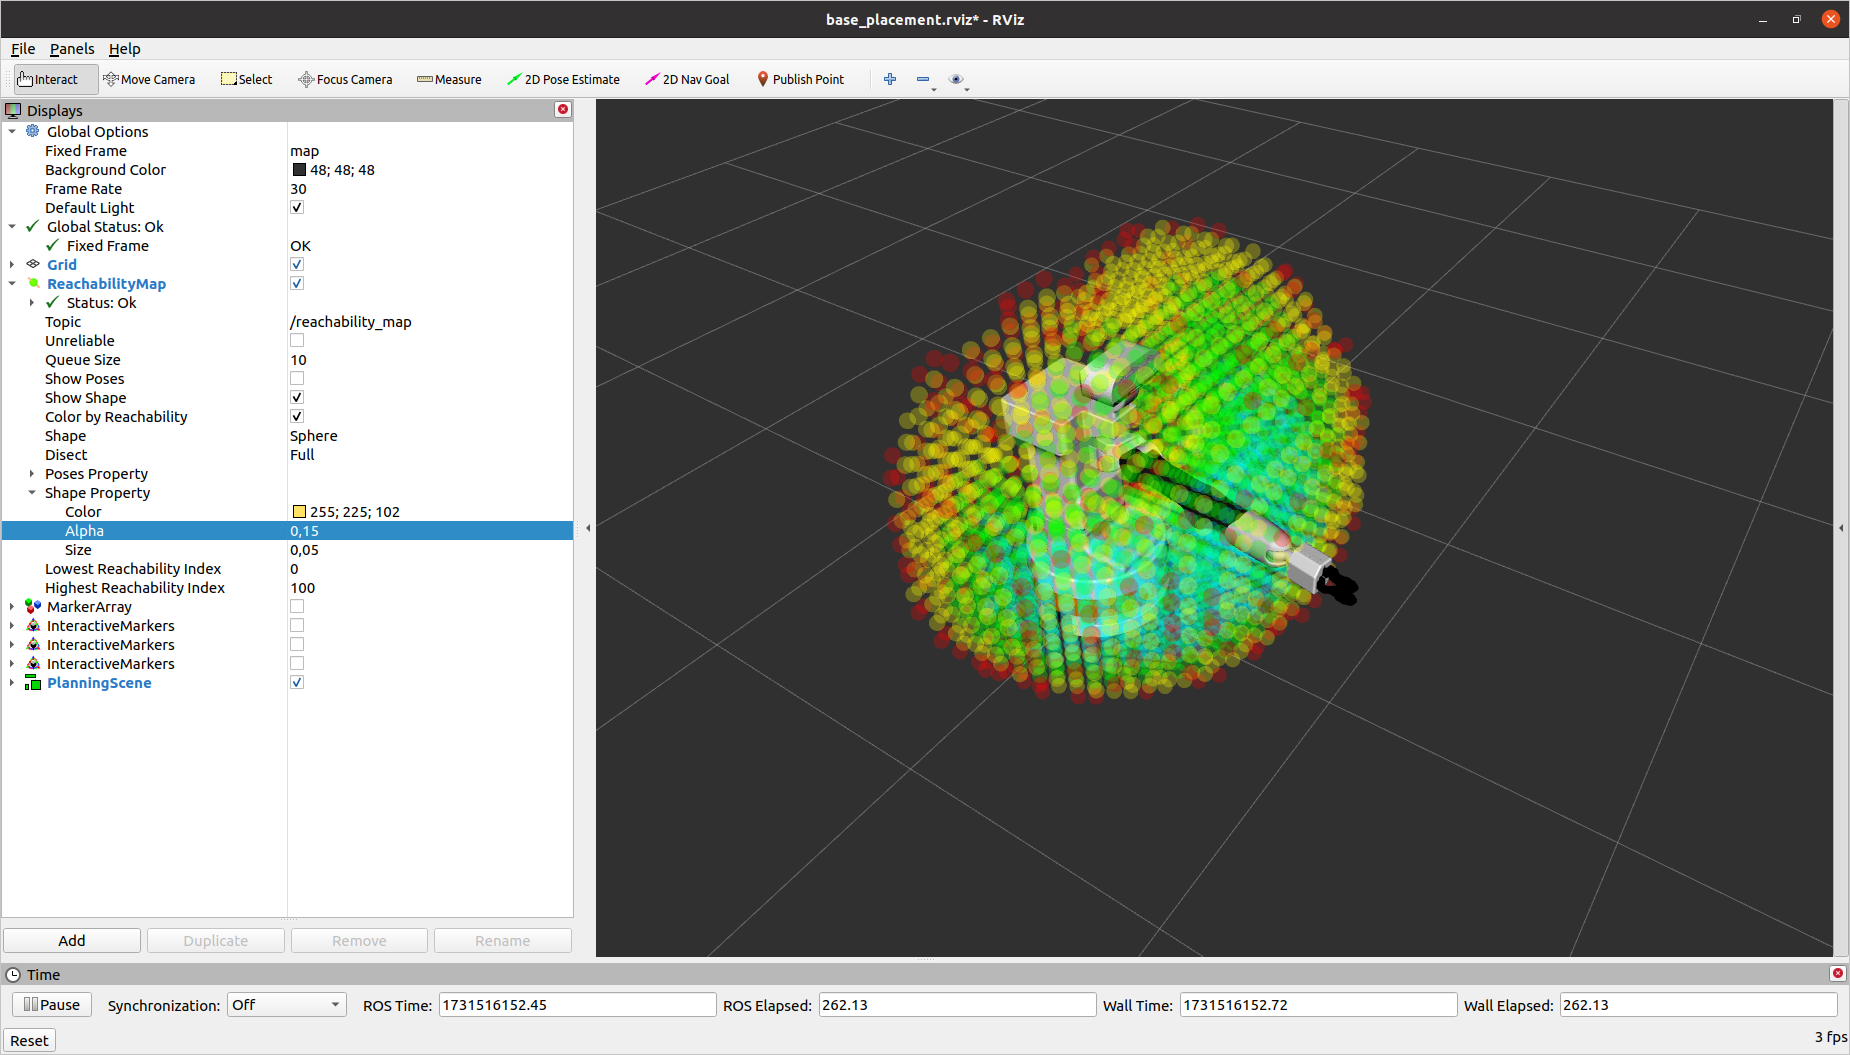 base_placement.rviz* - RViz
File Panels Help
Interact Move Camera Select Focus Camera Measure 2D Pose Estimate 2D Nav Goal Publish Point
Displays
Global Options
Fixed Frame map
Background Color 48; 48; 48
Frame Rate 30
Default Light
Global Status: Ok
Fixed Frame OK
Grid
ReachabilityMap
Status: Ok
Topic /reachability_map
Unreliable
Queue Size 10
Show Poses
Show Shape
Color by Reachability
Shape Sphere
Disect Full
Poses Property
Shape Property
Color 255; 225; 102
Alpha 0,15
Size 0,05
Lowest Reachability Index 0
Highest Reachability Index 100
MarkerArray
InteractiveMarkers
InteractiveMarkers
InteractiveMarkers
PlanningScene
Add Duplicate Remove Rename
Time
Pause Synchronization: Off ROS Time: 1731516152.45 ROS Elapsed: 262.13 Wall Time: 1731516152.72 Wall Elapsed: 262.13
Reset 3 fps